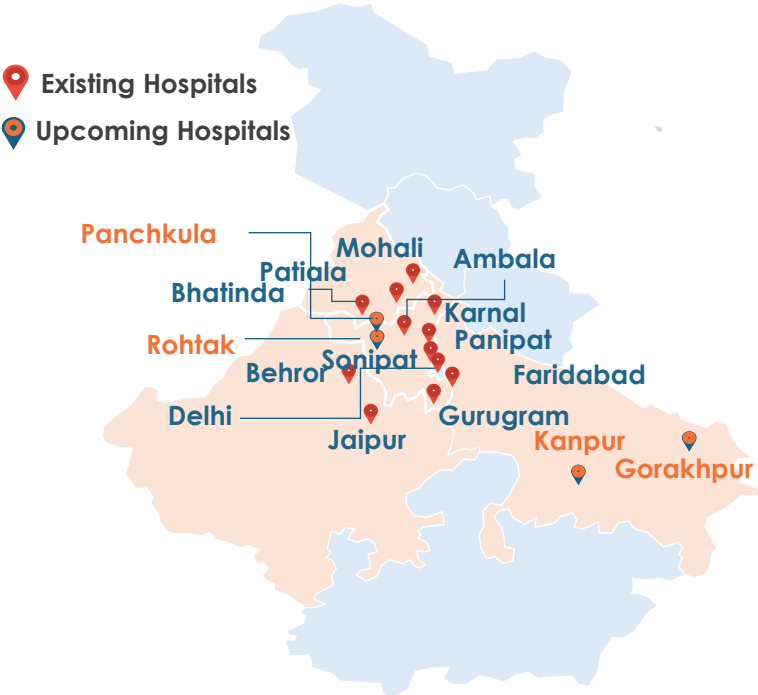 Existing Hospitals
Upcoming Hospitals
Panchkula
Mohali
Ambala
Patiala
Bhatinda
Karnal
Rohtak
Panipat
Sonipat
Behror
Faridabad
Delhi
Gurugram
Jaipur
Kanpur
Gorakhpur